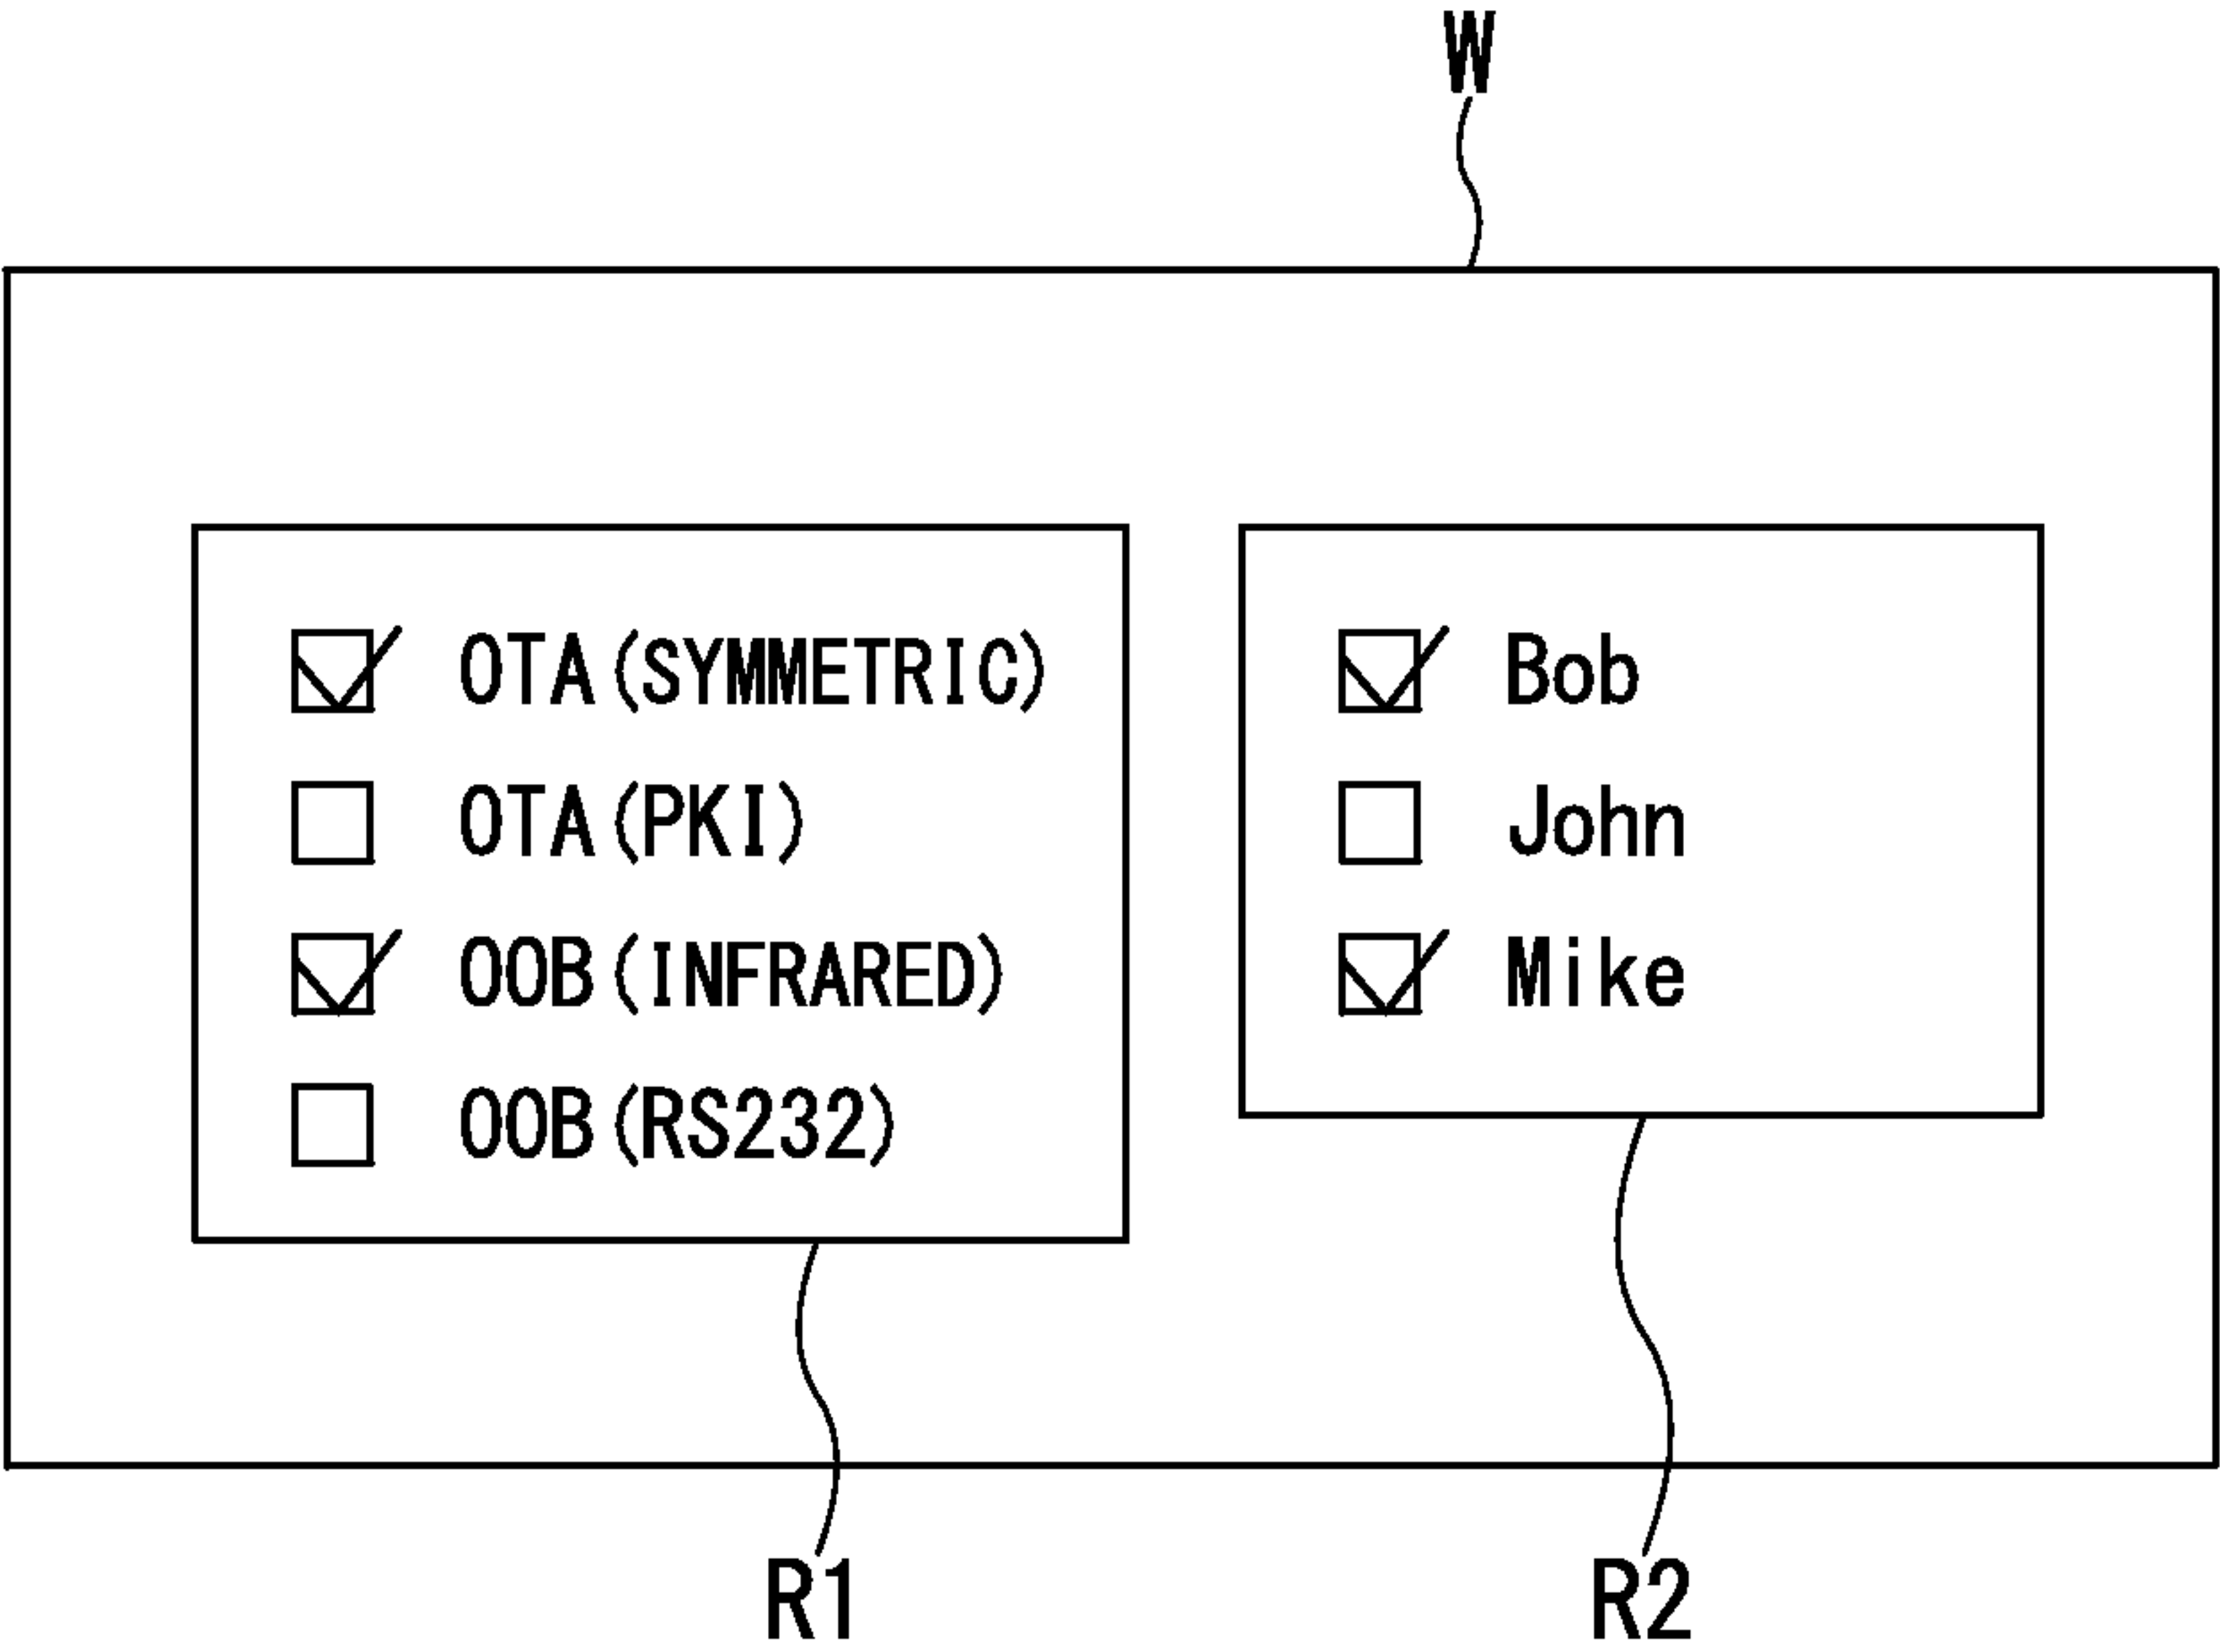 W
OTA(SYMMETRIC)
OTA(PKI)
OOB(INFRARED)
OOB(RS232)
Bob
John
Mike
R1
R2